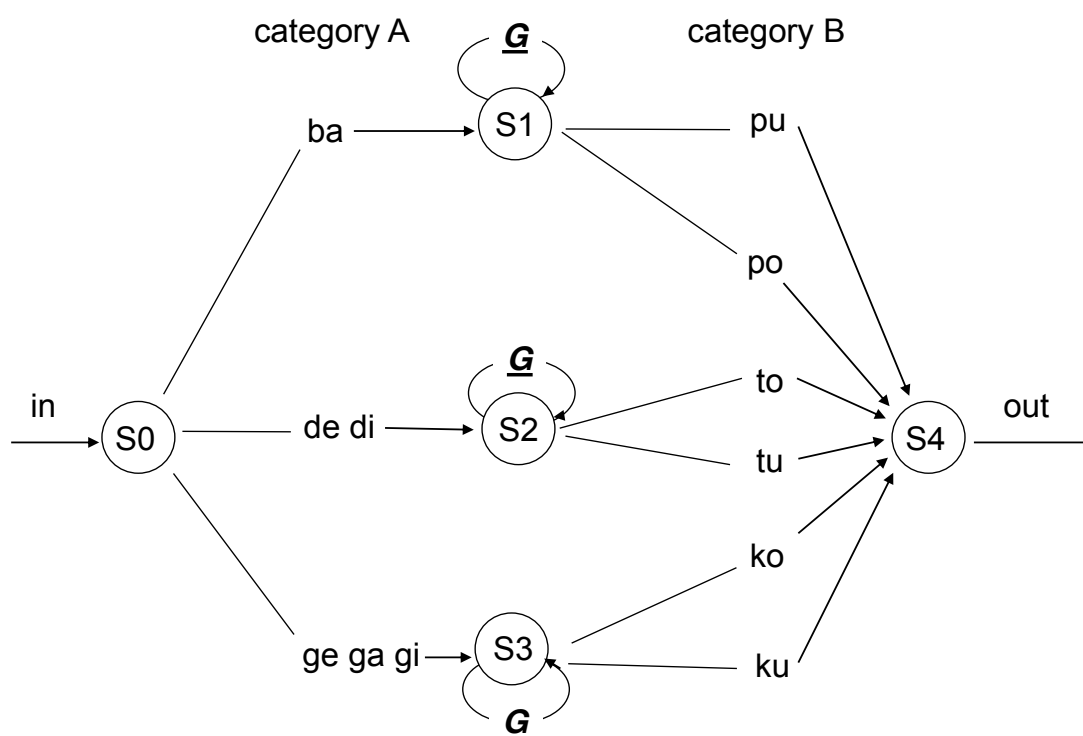 category A
G
category B
ba
S1
pu
po
G
to
in
S0
de di
S2
tu
S4
out
ko
ge ga gi
S3
ku
G